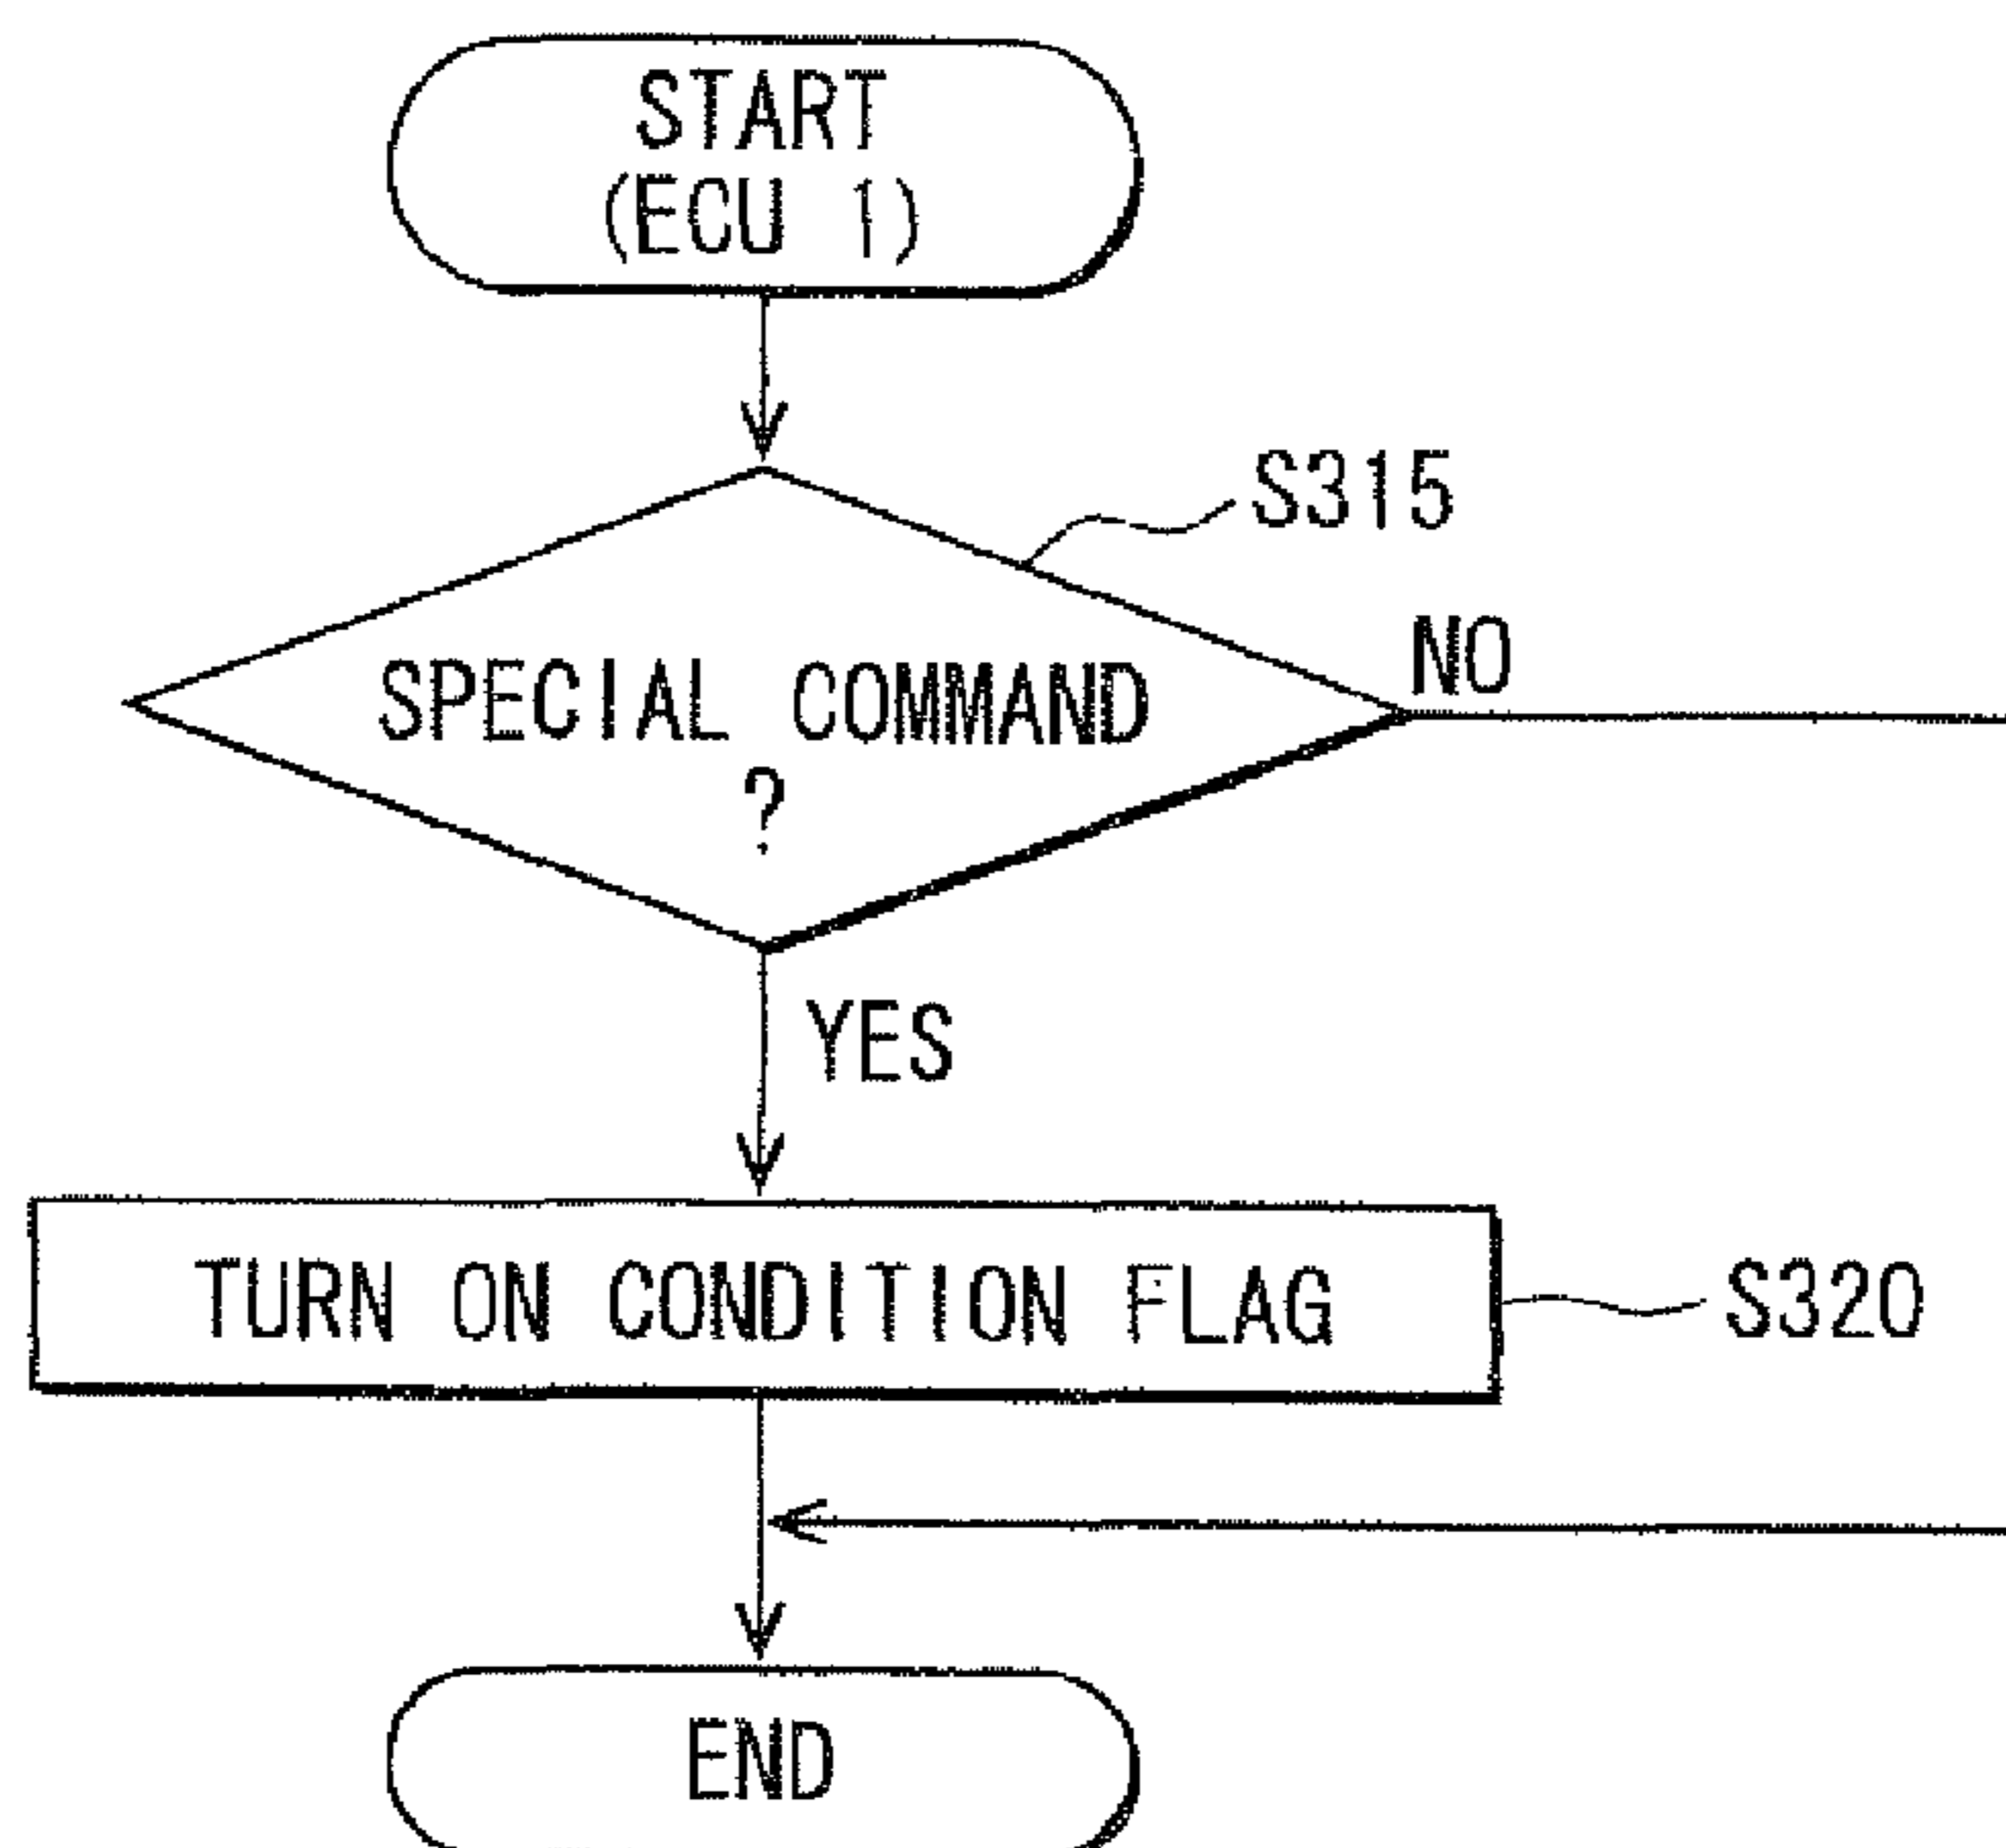 START
(ECU 1)
S315
NO
SPECIAL COMMAND
?
YES
TURN ON CONDITION FLAG
S320
END